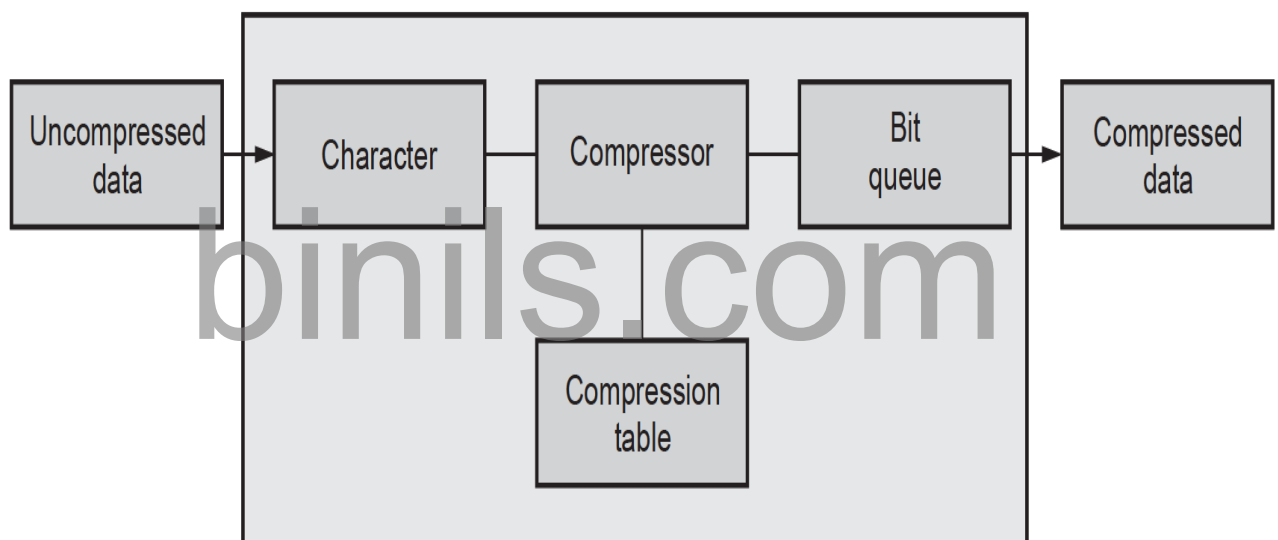 Uncompressed
data
Character
Compressor
Bit
queue
Compressed
data
binils.com
Compression
table